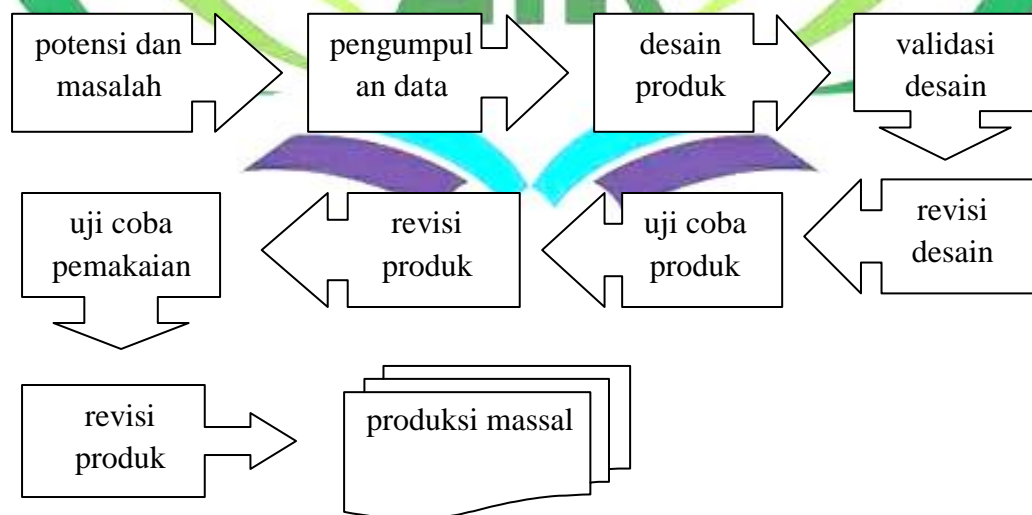 potensi dan
masalah
pengumpul
an data
desain
produk
validasi
desain
revisi
desain
uji coba
produk
revisi
produk
uji coba
pemakaian
revisi
produk
produksi massal